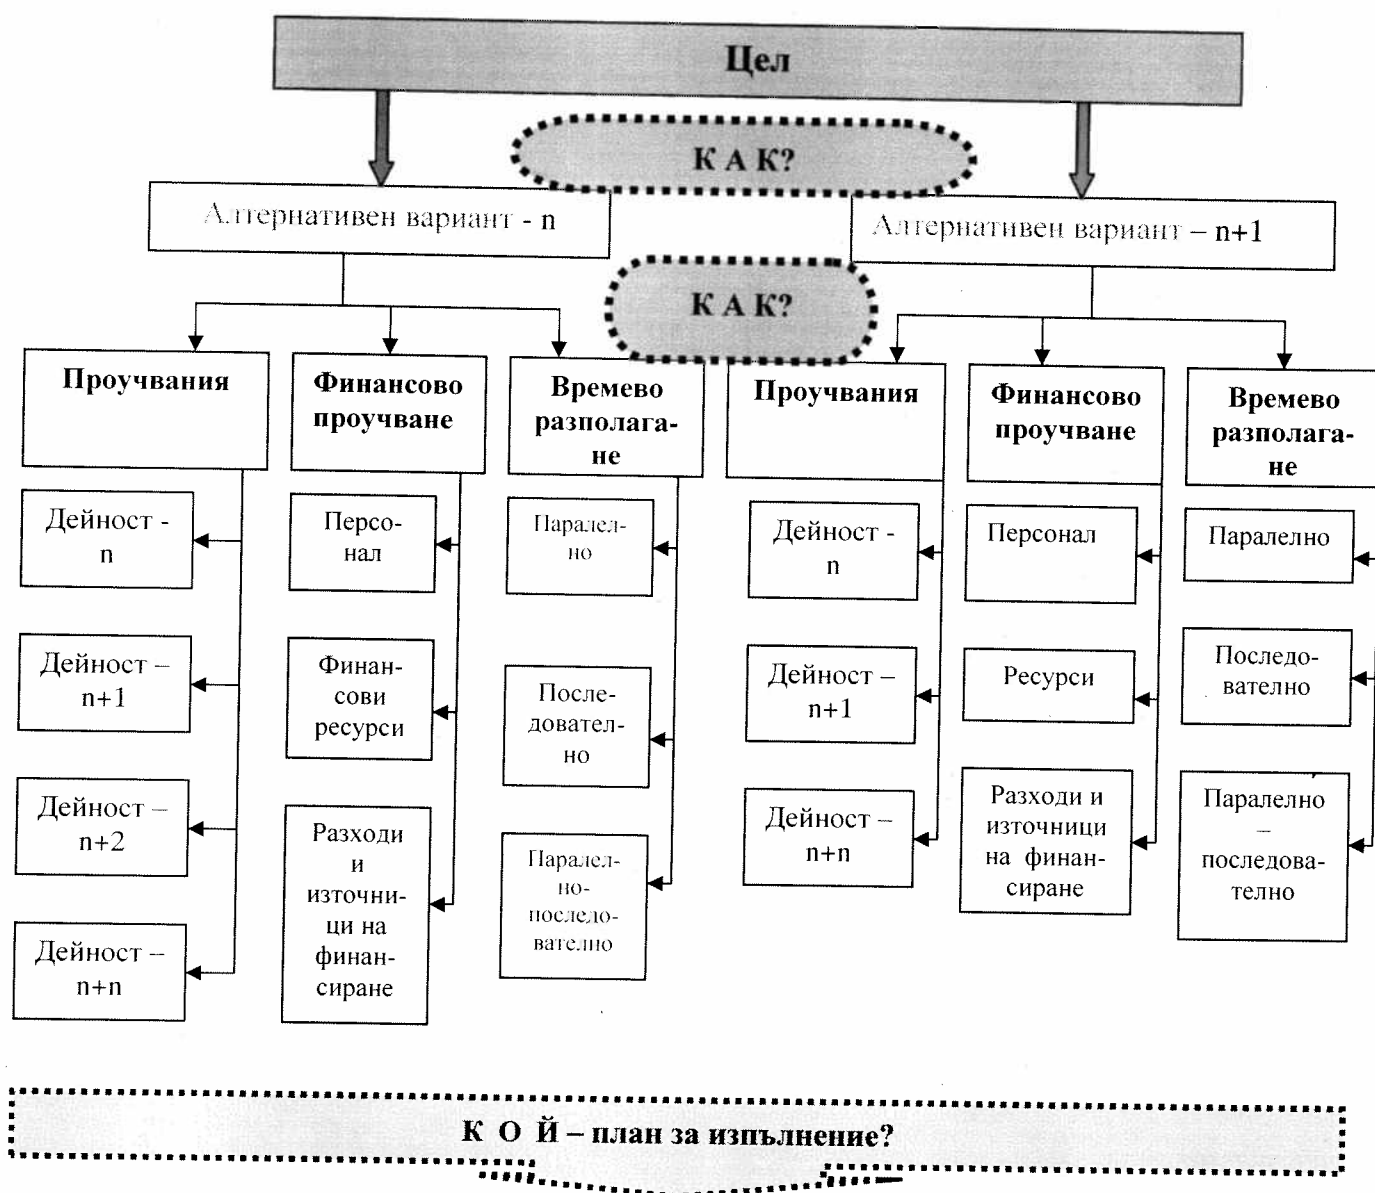 Цел
К А К?
Алтернативен вариант - n
Алтернативен вариант – n+1
К А К?
Проучвания
Финансово
проучване
Времево
разполага-
не
Проучвания
Финансово
проучване
Времево
разполага-
не
Дейност -
n
Дейност –
n+1
Дейност –
n+2
Дейност –
n+n
Персо-
нал
Финан-
сови
ресурси
Разходи
и
източни-
ци на
финан-
сиране
Паралел-
но
После-
довател-
но
Паралел-
но-
последо-
вателно
Дейност -
n
Дейност –
n+1
Дейност –
n+n
Персонал
Ресурси
Разходи и
източници
на финан-
сиране
Паралелно
Последо-
вателно
Паралелно
–
последова-
телно
К О Й – план за изпълнение?